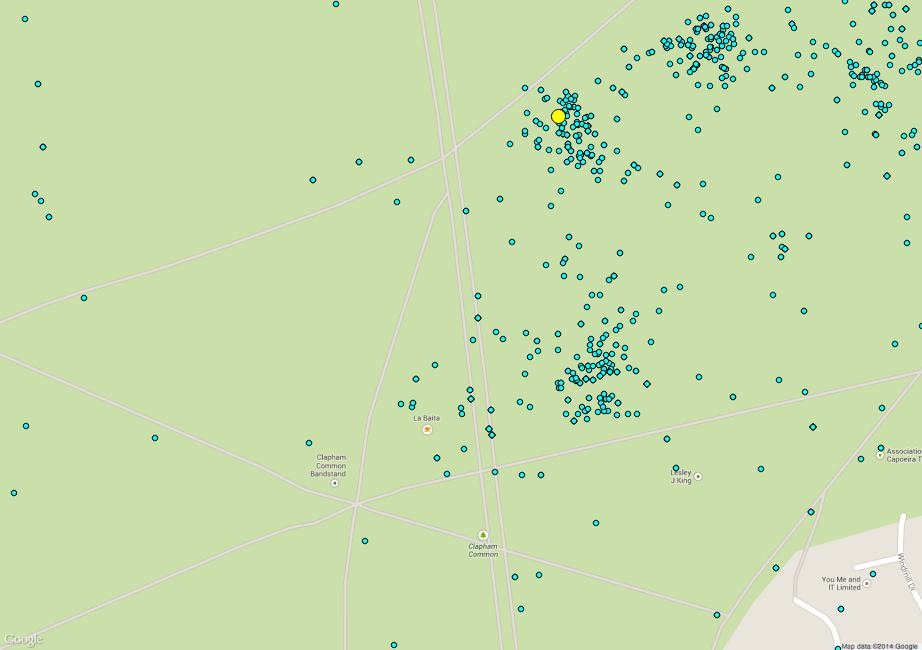 La Baita
Clapham
Common
Bandstand
Associatio
Capoeira T
Lesley
J.King
Clapham
Common
Windmill Dr
You Me and
IT Limited
Google
Map data ©2014 Google